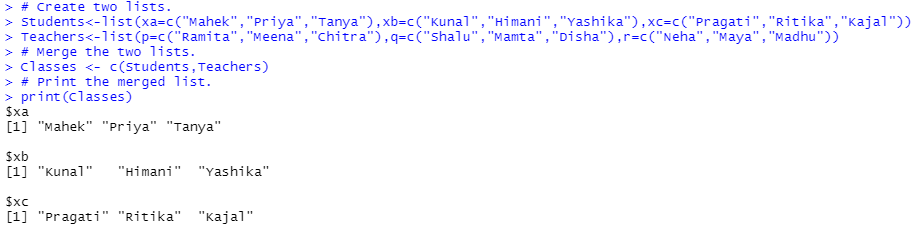 > # Create two lists.
> Students<-list(xa=c("Mahek","Priya","Tanya"),xb=c("Kunal","Himani","Yashika"),xc=c("Pragati","Ritika","Kajal"))
> Teachers<-list(p=c("Ramita","Meena","Chitra"),q=c("Shalu","Mamta","Disha"),r=c("Neha","Maya","Madhu"))
> # Merge the two lists.
> Classes <- c(Students,Teachers)
> # Print the merged list.
> print(Classes)
$xa
[1] "Mahek" "Priya" "Tanya"
$xb
[1] "Kunal"   "Himani"  "Yashika"
$xc
[1] "Pragati" "Ritika"  "Kajal"